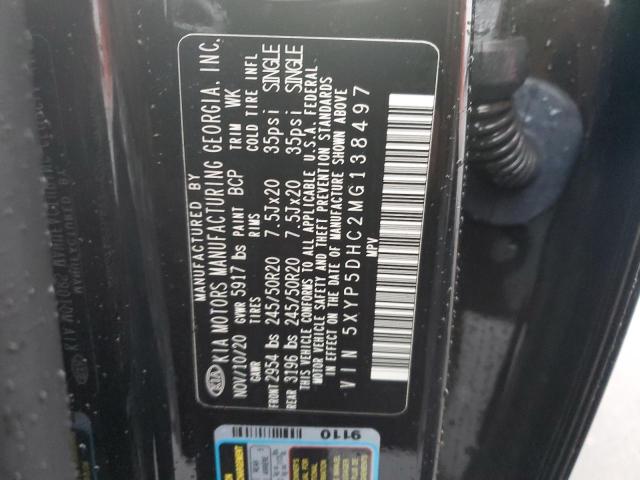 MANUFACTURED BY
KIA KIA MOTORS MANUFACTURING GEORGIA, INC.
NOV/10/20 GVWR 5917 lbs PAINT BCP TRIM WK
GAWR TIRES RIMS COLD TIRE INFL
FRONT 2954 lbs 245/50R20 7.5Jx20 35psi SINGLE
REAR 3196 lbs 245/50R20 7.5Jx20 35psi SINGLE
THIS VEHICLE CONFORMS TO ALL APPLICABLE U.S.A. FEDERAL
MOTOR VEHICLE SAFETY AND THEFT PREVENTION STANDARDS
IN EFFECT ON THE DATE OF MANUFACTURE SHOWN ABOVE
VIN 5XYP5DHC2MG138497
MPV
9110